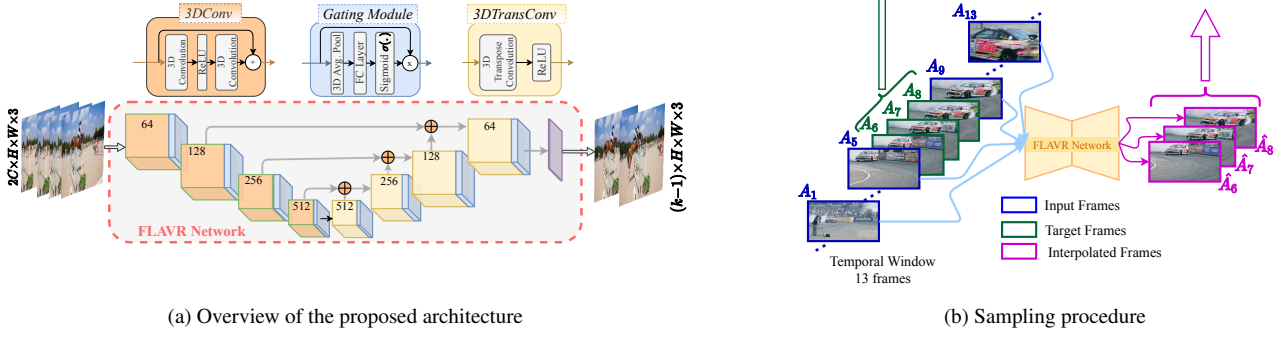 3DConv
3D
Convolution
ReLU
3D
Convolution
+
Gating Module
3D Avg. Pool
FC Layer
Sigmoid σ(.)
x
3DTransConv
3D
Transpose
Convolution
ReLU
2C×H×W×3
64
128
256
512
512
256
128
64
FLAVR Network
(k−1)×H×W×3
(a) Overview of the proposed architecture
A13
A9
A8
A7
A6
A5
A1
Temporal Window
13 frames
FLAVR Network
Â8
Â7
Â6
Input Frames
Target Frames
Interpolated Frames
(b) Sampling procedure